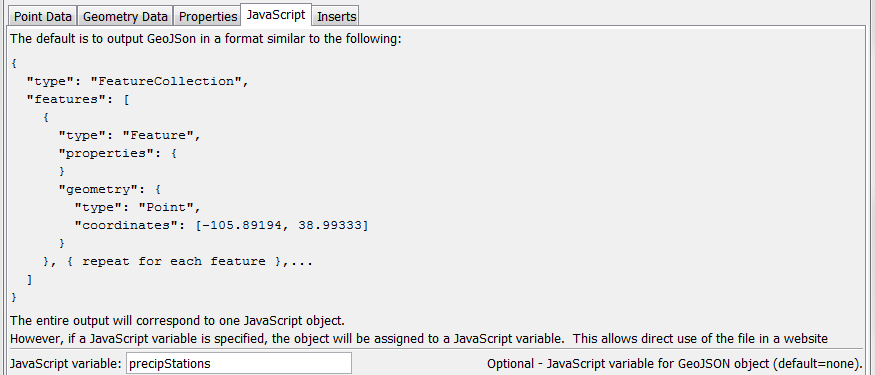 Point Data Geometry Data Properties JavaScript Inserts
The default is to output GeoJSon in a format similar to the following:
{
  "type": "FeatureCollection",
  "features": [
    {
      "type": "Feature",
      "properties": {
      }
      "geometry": {
        "type": "Point",
        "coordinates": [-105.89194, 38.99333]
      }
    }, { repeat for each feature },...
  ]
}
The entire output will correspond to one JavaScript object.
However, if a JavaScript variable is specified, the object will be assigned to a JavaScript variable.  This allows direct use of the file in a website
JavaScript variable: precipStations Optional - JavaScript variable for GeoJSON object (default=none).